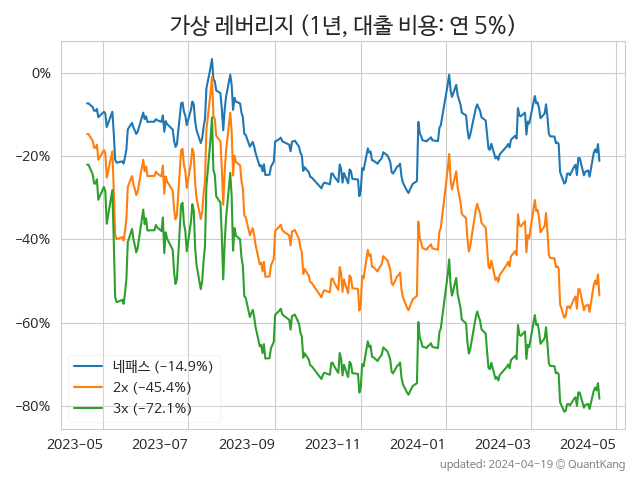 가상 레버리지 (1년, 대출 비용: 연 5%)
0%
−20%
−40%
−60%
−80%
네패스 (−14.9%)
2x (−45.4%)
3x (−72.1%)
2023-05 2023-07 2023-09 2023-11 2024-01 2024-03 2024-05
updated: 2024-04-19 © QuantKang